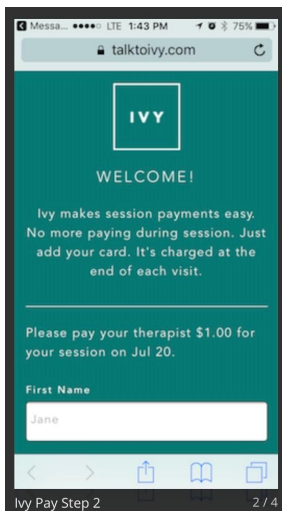 Messa... LTE 1:43 PM 75%
talktoivy.com
IVY
WELCOME!
Ivy makes session payments easy.
No more paying during session. Just
add your card. It's charged at the
end of each visit.
Please pay your therapist $1.00 for
your session on Jul 20.
First Name
Jane
Ivy Pay Step 2 2/4